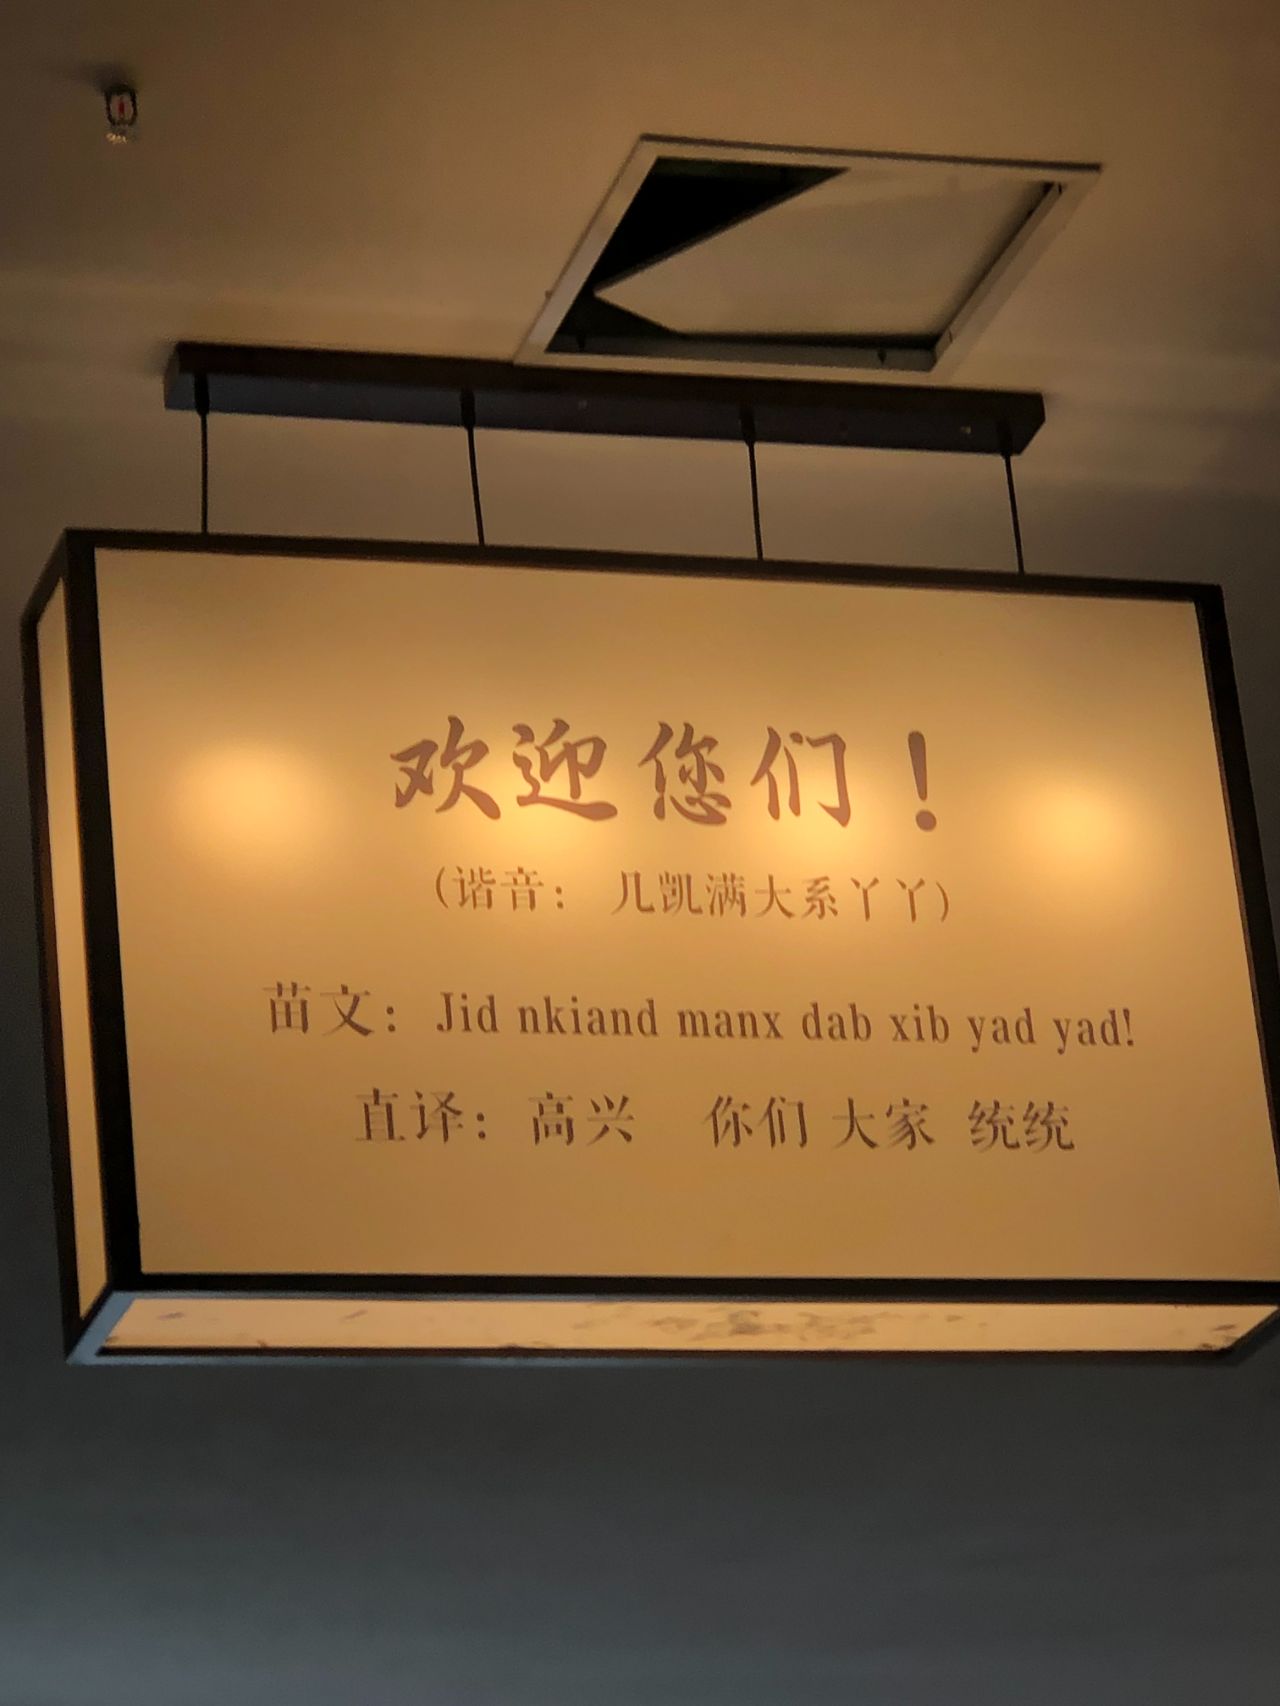 欢迎您们！
(谐音： 几凯满大系丫丫)
苗文：Jid nkiand manx dab xib yad yad!
直译：高兴 你们 大家 统统